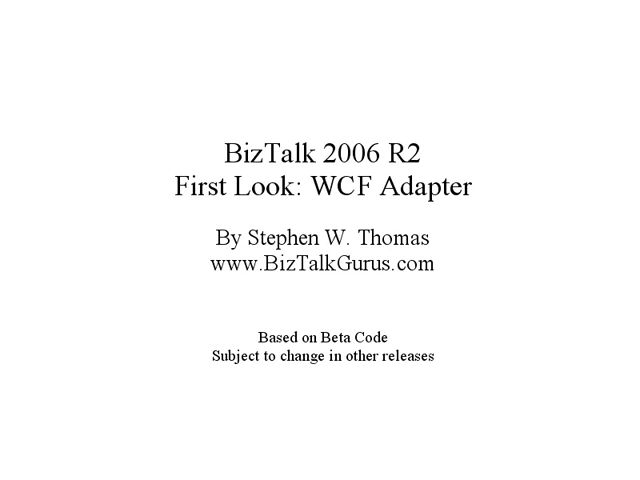 BizTalk 2006 R2
First Look: WCF Adapter
By Stephen W. Thomas
www.BizTalkGurus.com
Based on Beta Code
Subject to change in other releases